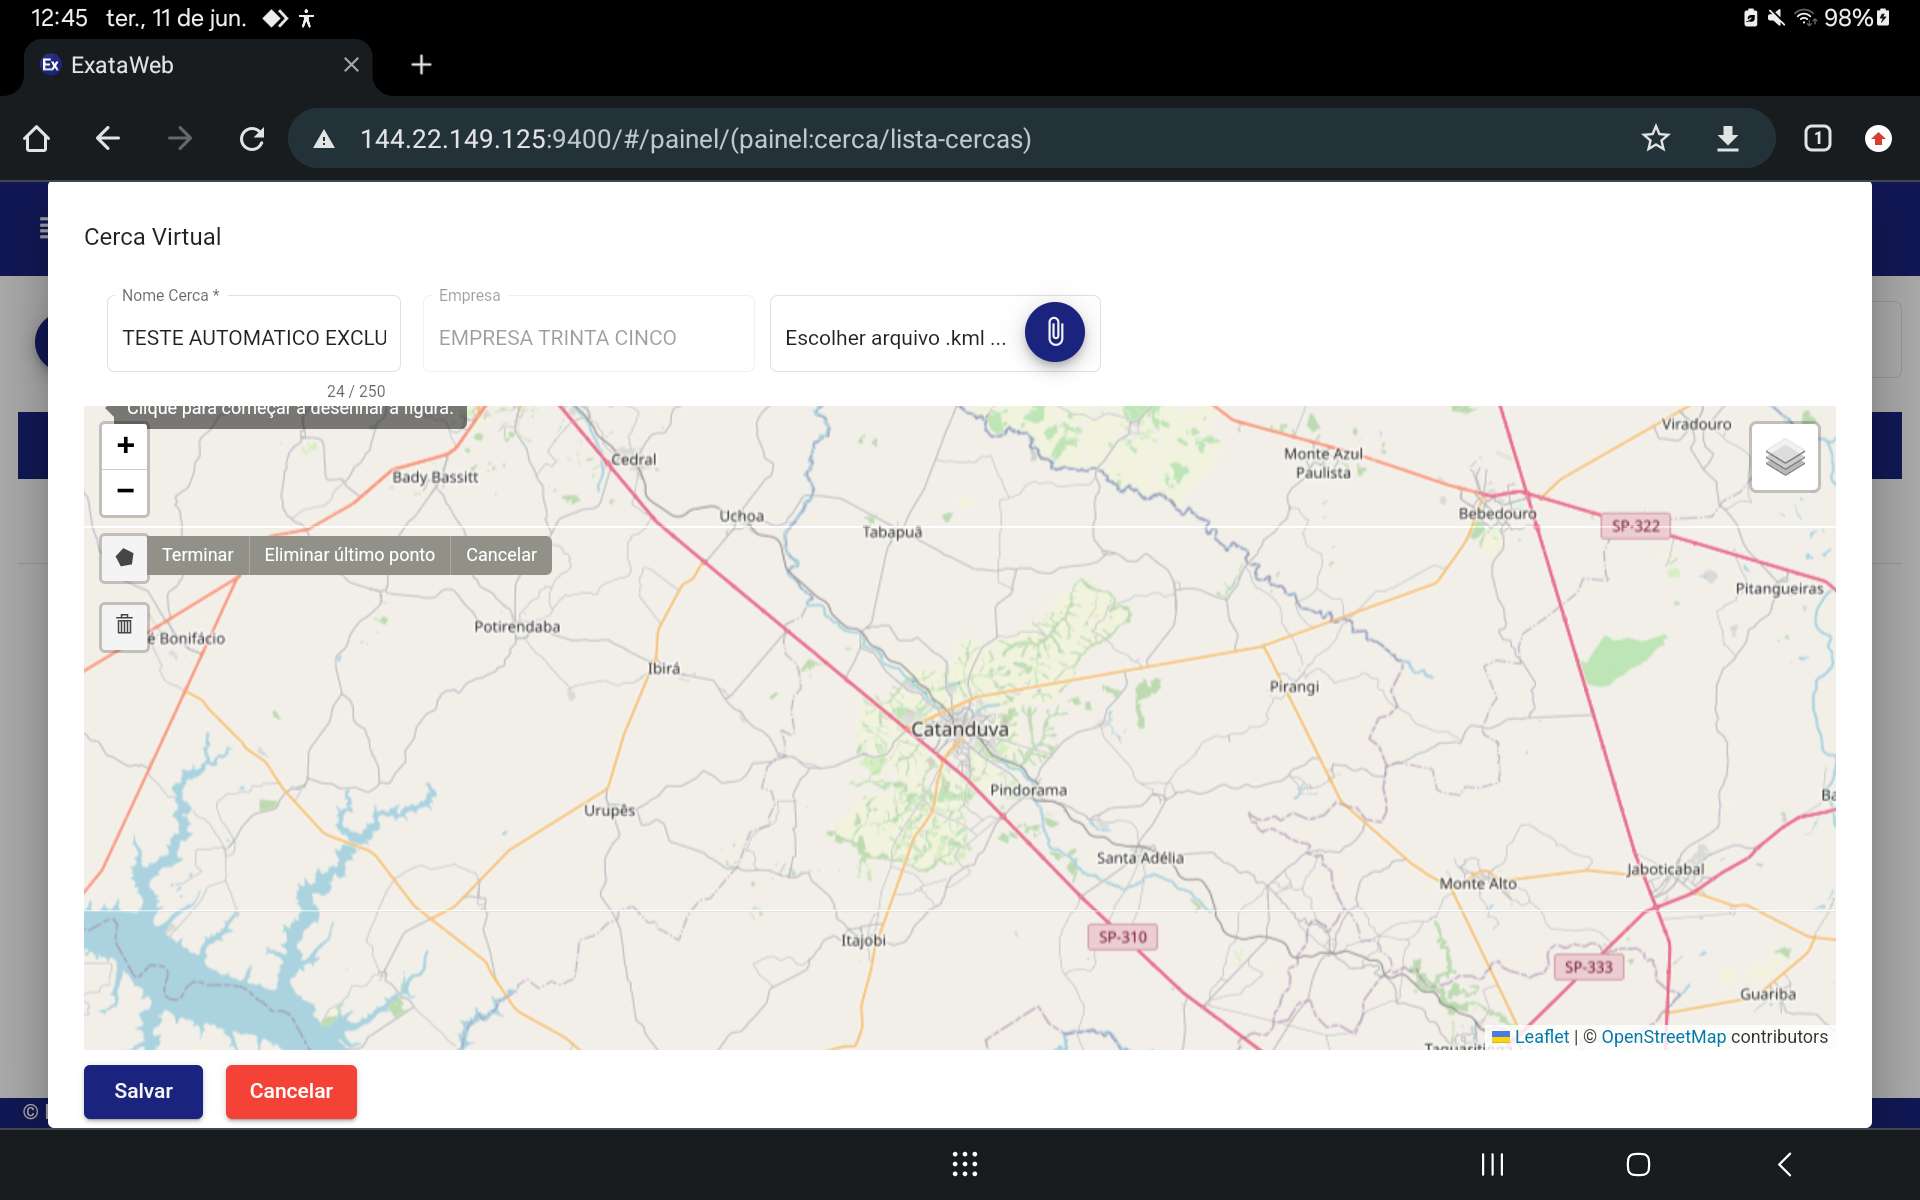 12:45 ter., 11 de jun.
98%
Ex ExataWeb
1
144.22.149.125:9400/#/painel/(painel:cerca/lista-cercas)
Cerca Virtual
Nome Cerca *
Empresa
TESTE AUTOMATICO EXCLU
EMPRESA TRINTA CINCO
Escolher arquivo .kml ...
24 / 250
Clique para começar a desenhar a figura.
+
−
Terminar
Eliminar último ponto
Cancelar
Viradouro
Monte Azul
Paulista
Cedral
Bady Bassitt
Uchoa
Tabapuã
Bebedouro
SP-322
Pitangueiras
Potirendaba
é Bonifácio
Ibirá
Pirangi
Catanduva
Pindorama
Ba
Urupês
Santa Adélia
Jaboticabal
Monte Alto
Itajobi
SP-310
SP-333
Guariba
Leaflet | © OpenStreetMap contributors
Salvar
Cancelar
©